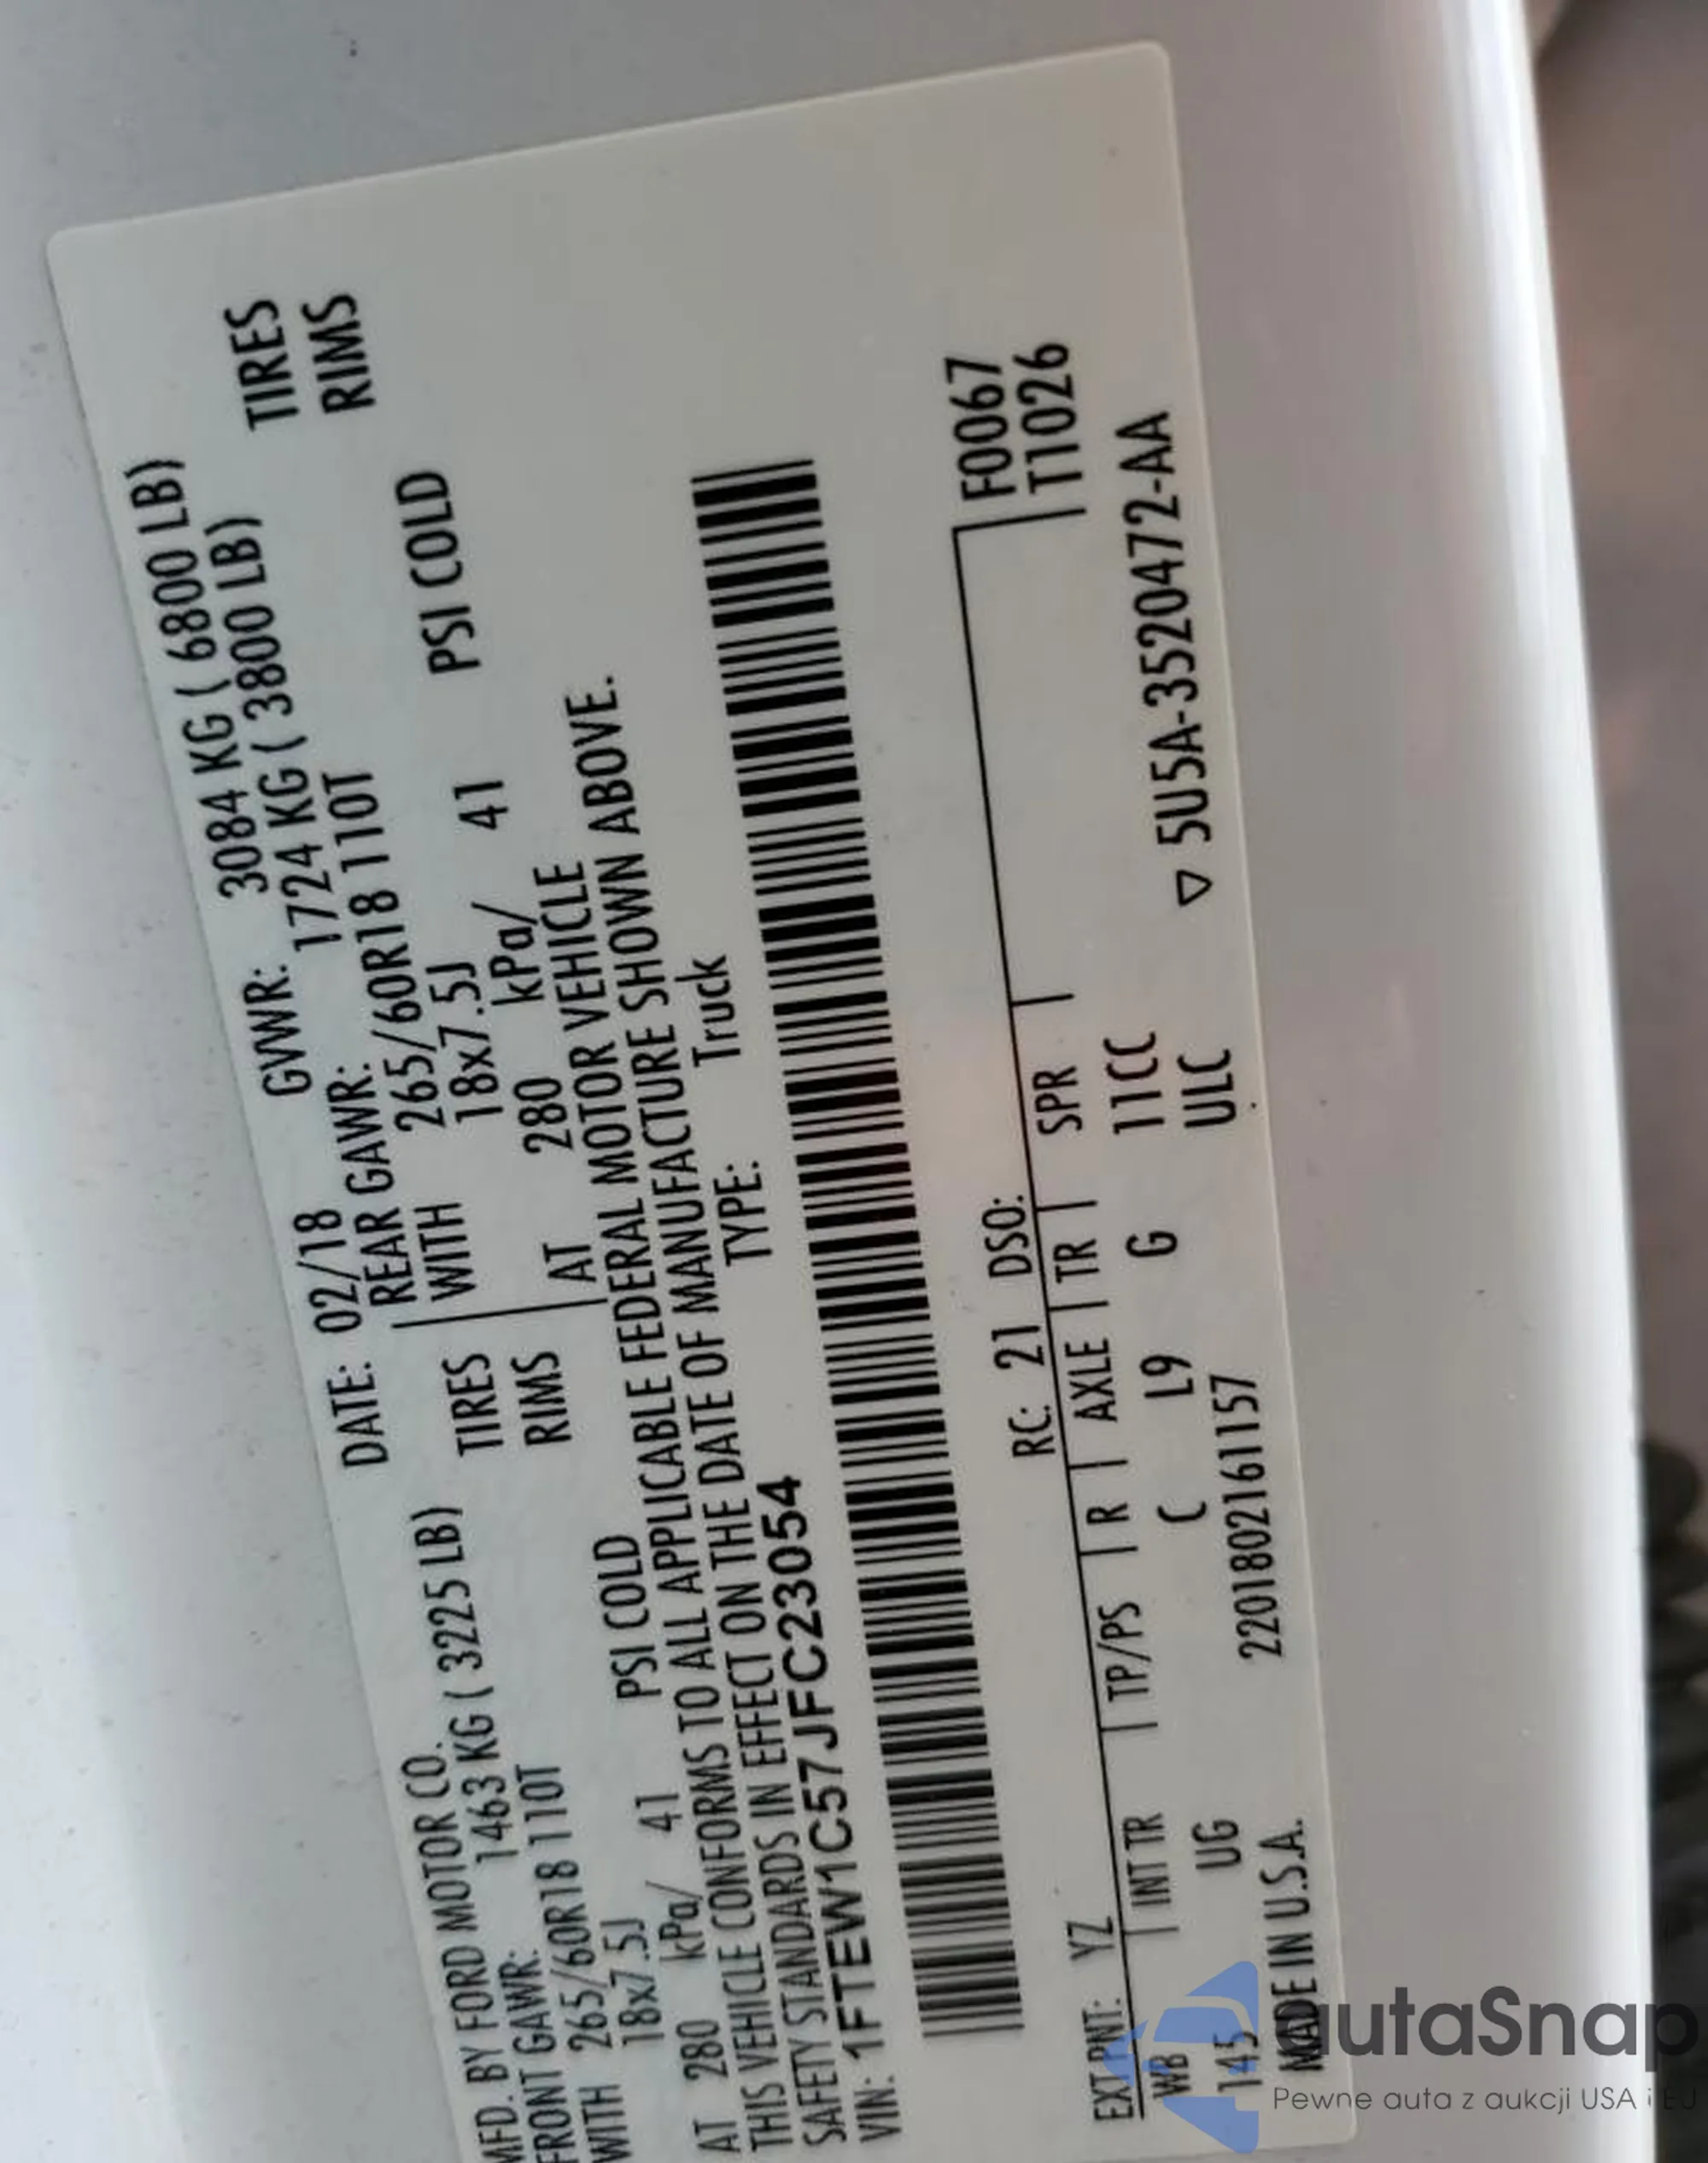 MFD. BY FORD MOTOR CO.
DATE: 02/18 GVWR: 3084 KG ( 6800 LB)
FRONT GAWR: 1463 KG ( 3225 LB) REAR GAWR: 1724 KG ( 3800 LB)
WITH 265/60R18 110T TIRES WITH 265/60R18 110T TIRES
18x7.5J RIMS 18x7.5J RIMS
AT 280 kPa/ 41 PSI COLD AT 280 kPa/ 41 PSI COLD
THIS VEHICLE CONFORMS TO ALL APPLICABLE FEDERAL MOTOR VEHICLE
SAFETY STANDARDS IN EFFECT ON THE DATE OF MANUFACTURE SHOWN ABOVE.
VIN: 1FTEW1C57JFC23054 TYPE: Truck
EXT PNT: YZ RC: 21 DSO: F0067
WB INT TR TP/PS R AXLE TR SPR T1026
145 UG C L9 G 11CC
MADE IN U.S.A. 220180216 1157 ULC ▽ 5U5A-3520472-AA
autaSnap
Pewne auta z aukcji USA i EJ